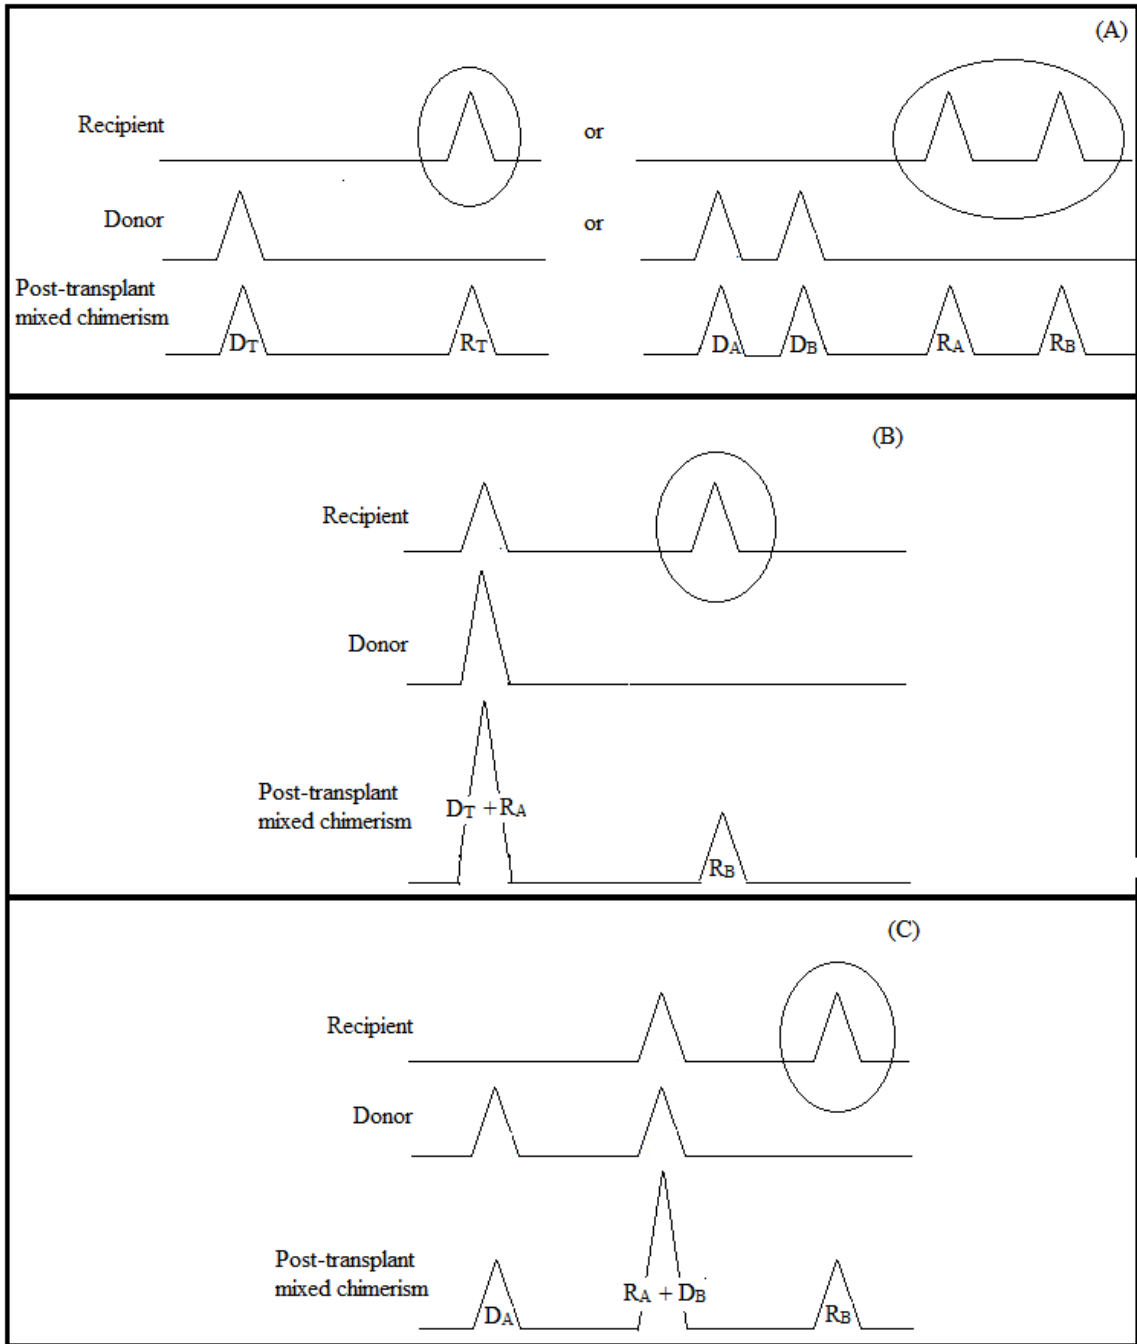 (A)
Recipient or
Donor or
Post-transplant
mixed chimerism
DT RT DA DB RA RB
(B)
Recipient
Donor
Post-transplant
mixed chimerism
DT + RA
RB
(C)
Recipient
Donor
Post-transplant
mixed chimerism
DA RA + DB RB